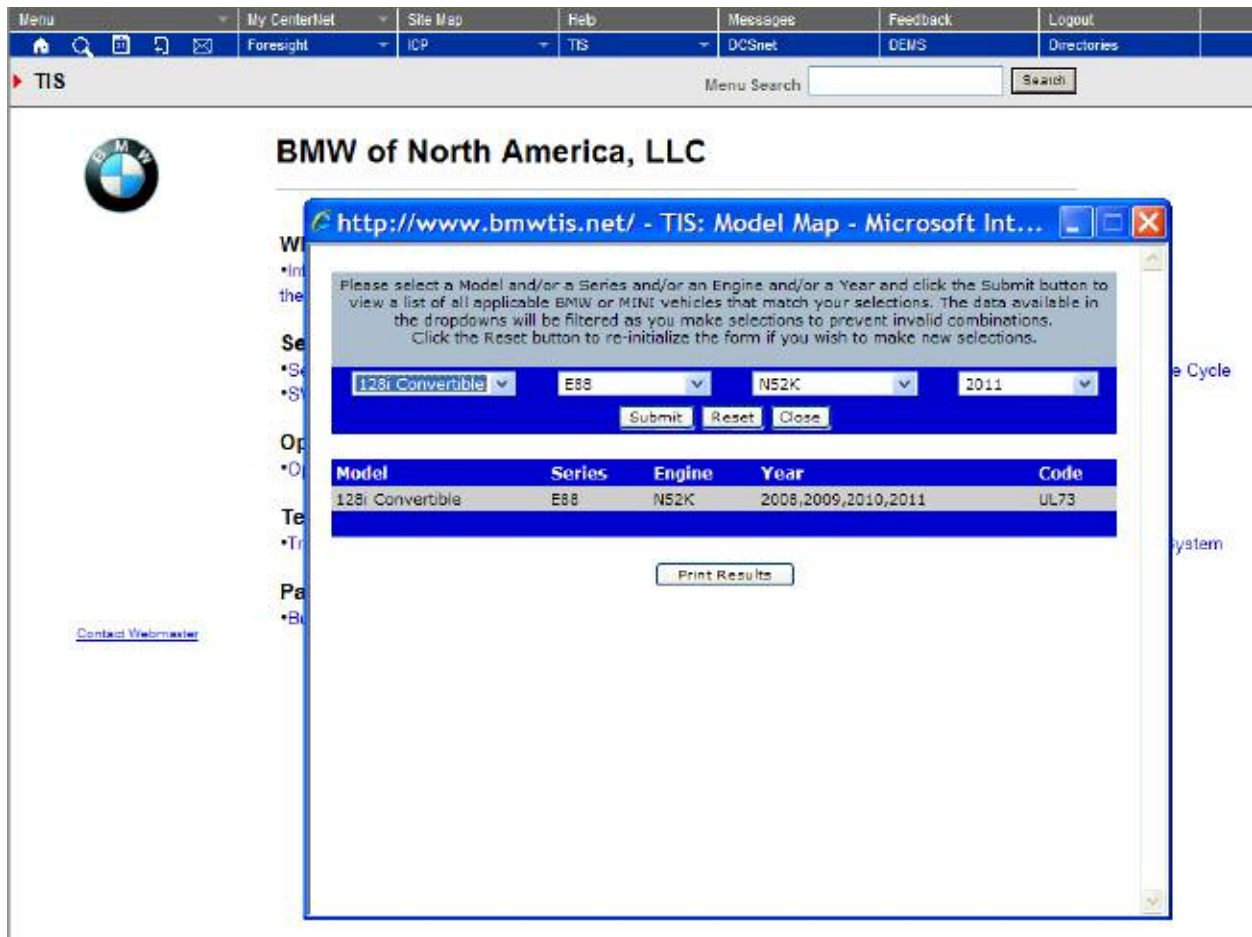 Menu My CenterNet Site Map Help Messages Feedback Logout
Foresight ICP TIS DCSnet DEMS Directories
TIS Menu Search Search
BMW
BMW of North America, LLC
http://www.bmwtis.net/ - TIS: Model Map - Microsoft Int...
Please select a Model and/or a Series and/or an Engine and/or a Year and click the Submit button to
view a list of all applicable BMW or MINI vehicles that match your selections. The data available in
the dropdowns will be filtered as you make selections to prevent invalid combinations.
Click the Reset button to re-initialize the form if you wish to make new selections.
the
e Cycle
128i Convertible E88 N52K 2011
Submit Reset Close
Model Series Engine Year Code
128i Convertible E88 N52K 2008,2009,2010,2011 UL73
ystem
Print Results
Contact Webmaster